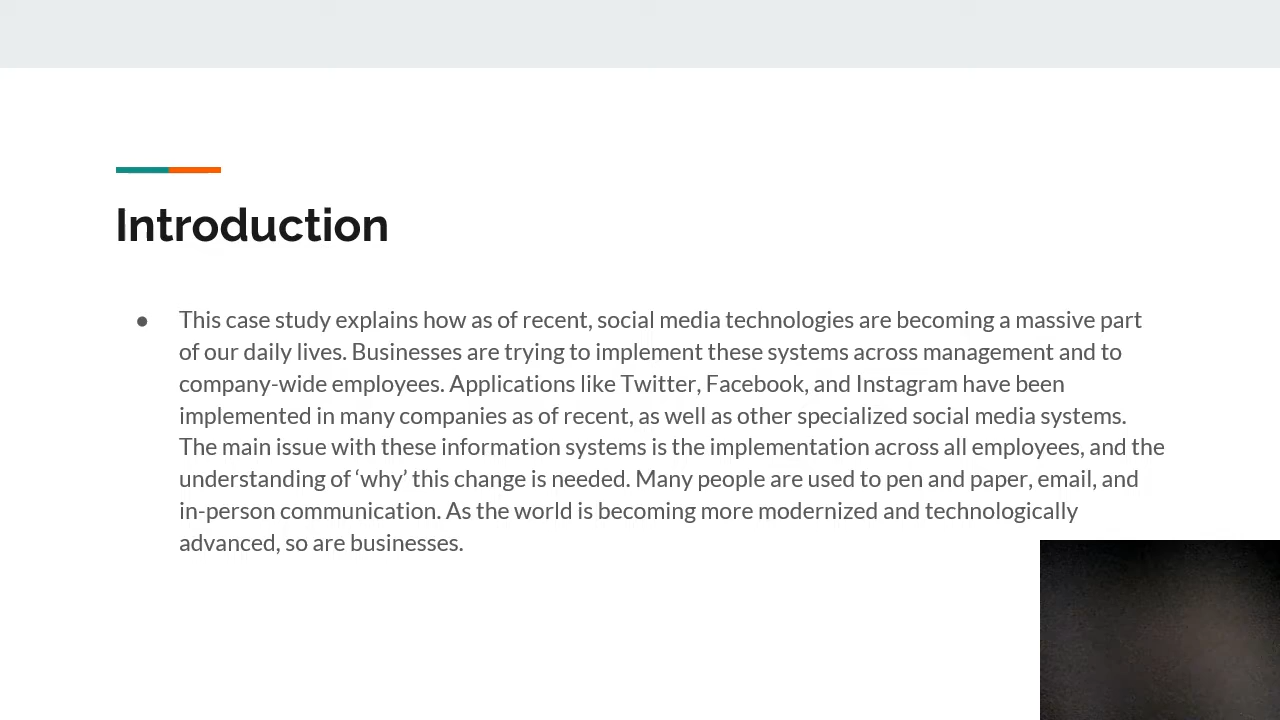 Introduction
● This case study explains how as of recent, social media technologies are becoming a massive part
of our daily lives. Businesses are trying to implement these systems across management and to
company-wide employees. Applications like Twitter, Facebook, and Instagram have been
implemented in many companies as of recent, as well as other specialized social media systems.
The main issue with these information systems is the implementation across all employees, and the
understanding of ‘why’ this change is needed. Many people are used to pen and paper, email, and
in-person communication. As the world is becoming more modernized and technologically
advanced, so are businesses.